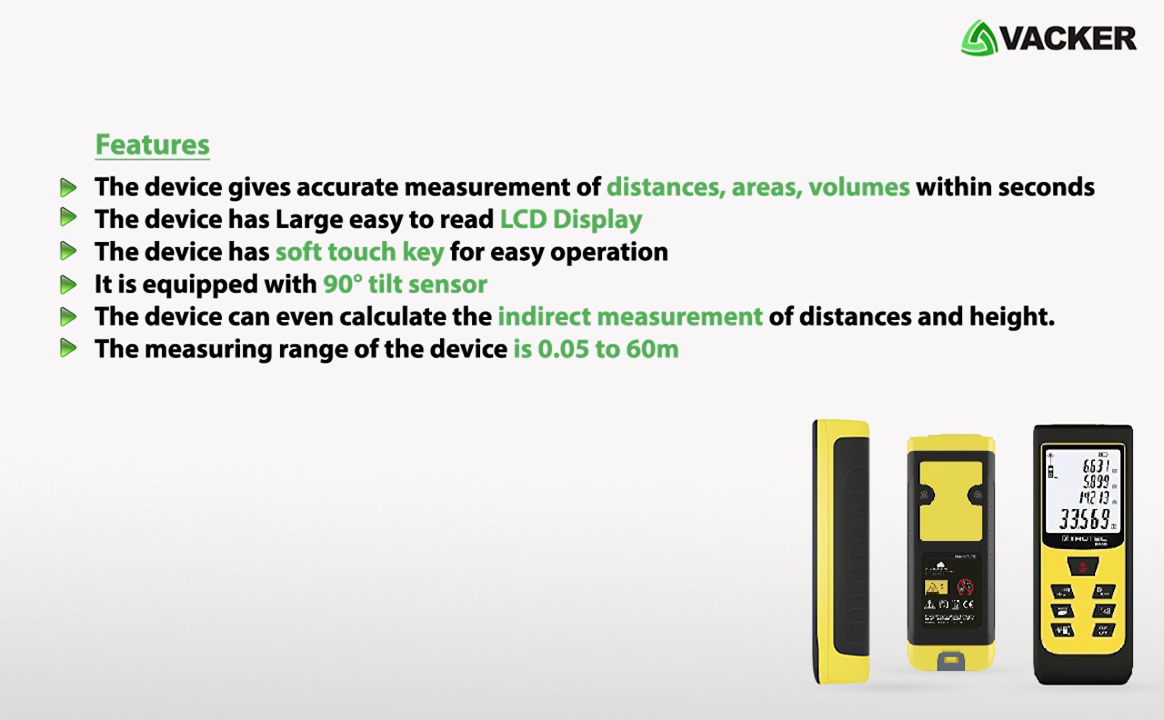 VACKER
Features
The device gives accurate measurement of distances, areas, volumes within seconds
The device has Large easy to read LCD Display
The device has soft touch key for easy operation
It is equipped with 90° tilt sensor
The device can even calculate the indirect measurement of distances and height.
The measuring range of the device is 0.05 to 60m
6.631
5.899
14.213
33.569
TROTEC